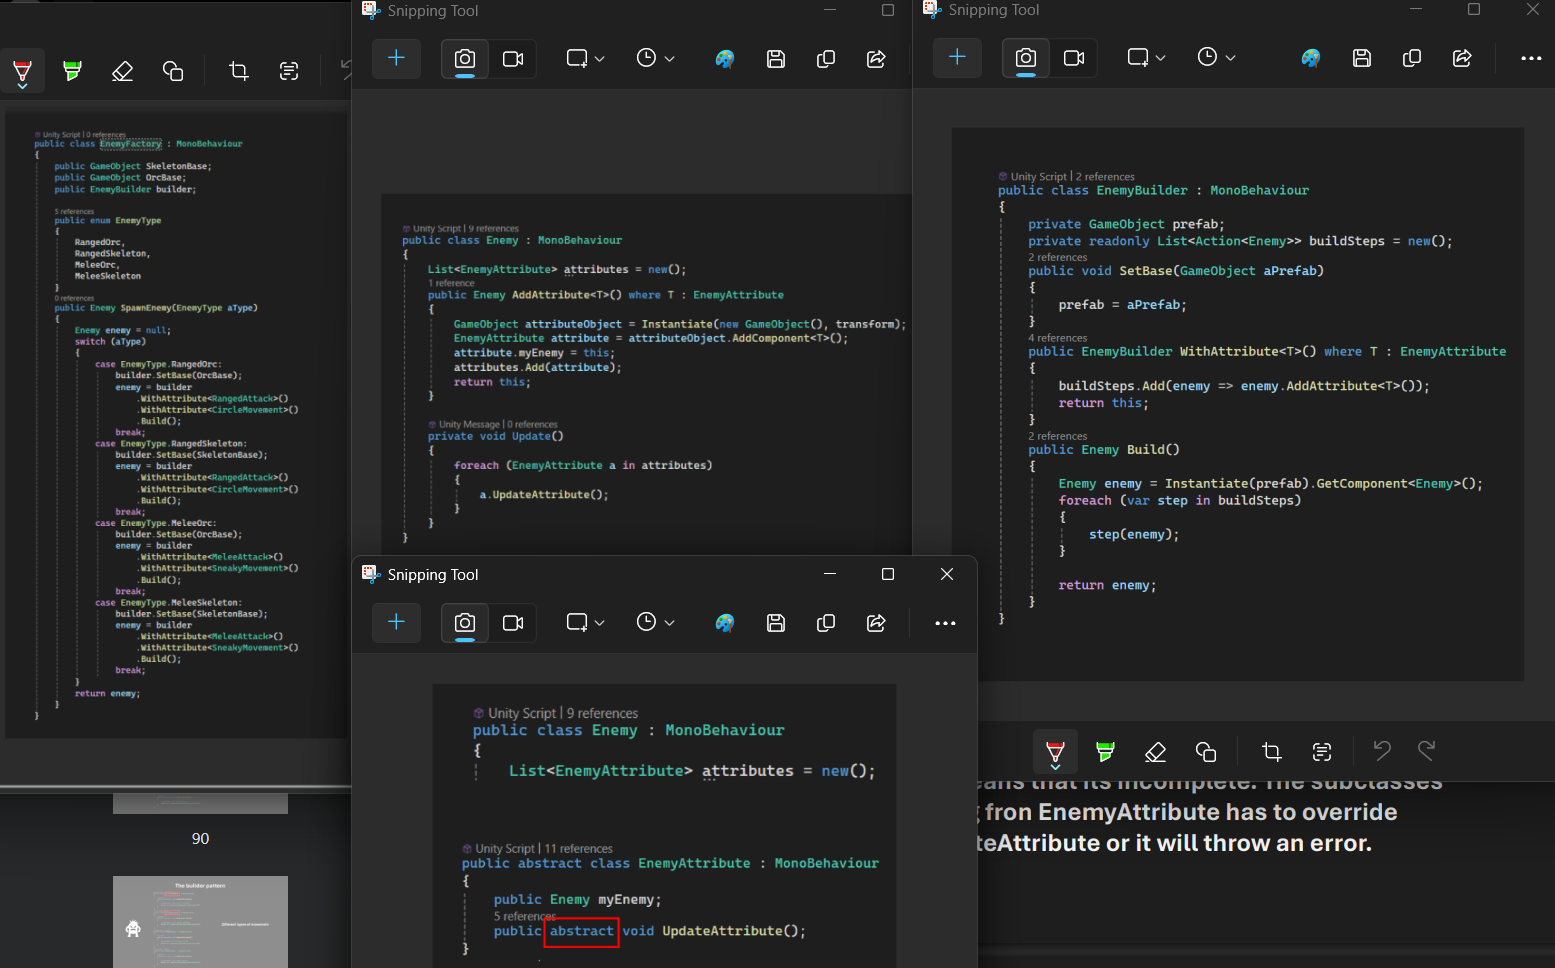 Snipping Tool
Unity Script | 0 references
public class EnemyFactory : MonoBehaviour
{
public GameObject SkeletonBase;
public GameObject OrcBase;
public EnemyBuilder builder;
5 references
public enum EnemyType
{
RangedOrc,
RangedSkeleton,
MeleeOrc,
MeleeSkeleton
}
0 references
public Enemy SpawnEnemy(EnemyType aType)
{
Enemy enemy = null;
switch (aType)
{
case EnemyType.RangedOrc:
builder.SetBase(OrcBase);
enemy = builder
.WithAttribute<RangedAttack>()
.WithAttribute<CircleMovement>()
.Build();
break;
case EnemyType.RangedSkeleton:
builder.SetBase(SkeletonBase);
enemy = builder
.WithAttribute<RangedAttack>()
.WithAttribute<CircleMovement>()
.Build();
break;
case EnemyType.MeleeOrc:
builder.SetBase(OrcBase);
enemy = builder
.WithAttribute<MeleeAttack>()
.WithAttribute<SneakyMovement>()
.Build();
break;
case EnemyType.MeleeSkeleton:
builder.SetBase(SkeletonBase);
enemy = builder
.WithAttribute<MeleeAttack>()
.WithAttribute<SneakyMovement>()
.Build();
break;
}
return enemy;
}
}
90
The builder pattern
Unity Script | 9 references
public class Enemy : MonoBehaviour
{
List<EnemyAttribute> attributes = new();
1 reference
public Enemy AddAttribute<T>() where T : EnemyAttribute
{
GameObject attributeObject = Instantiate(new GameObject(), transform);
EnemyAttribute attribute = attributeObject.AddComponent<T>();
attribute.myEnemy = this;
attributes.Add(attribute);
return this;
}
Unity Message | 0 references
private void Update()
{
foreach (EnemyAttribute a in attributes)
{
a.UpdateAttribute();
}
}
}
Snipping Tool
Unity Script | 9 references
public class Enemy : MonoBehaviour
{
List<EnemyAttribute> attributes = new();
Unity Script | 11 references
public abstract class EnemyAttribute : MonoBehaviour
{
public Enemy myEnemy;
5 references
public abstract void UpdateAttribute();
}
Snipping Tool
Unity Script | 2 references
public class EnemyBuilder : MonoBehaviour
{
private GameObject prefab;
private readonly List<Action<Enemy>> buildSteps = new();
2 references
public void SetBase(GameObject aPrefab)
{
prefab = aPrefab;
}
4 references
public EnemyBuilder WithAttribute<T>() where T : EnemyAttribute
{
buildSteps.Add(enemy => enemy.AddAttribute<T>());
return this;
}
2 references
public Enemy Build()
{
Enemy enemy = Instantiate(prefab).GetComponent<Enemy>();
foreach (var step in buildSteps)
{
step(enemy);
}
return enemy;
}
}
eans that its incomplete. The subclasses
g fron EnemyAttribute has to override
teAttribute or it will throw an error.